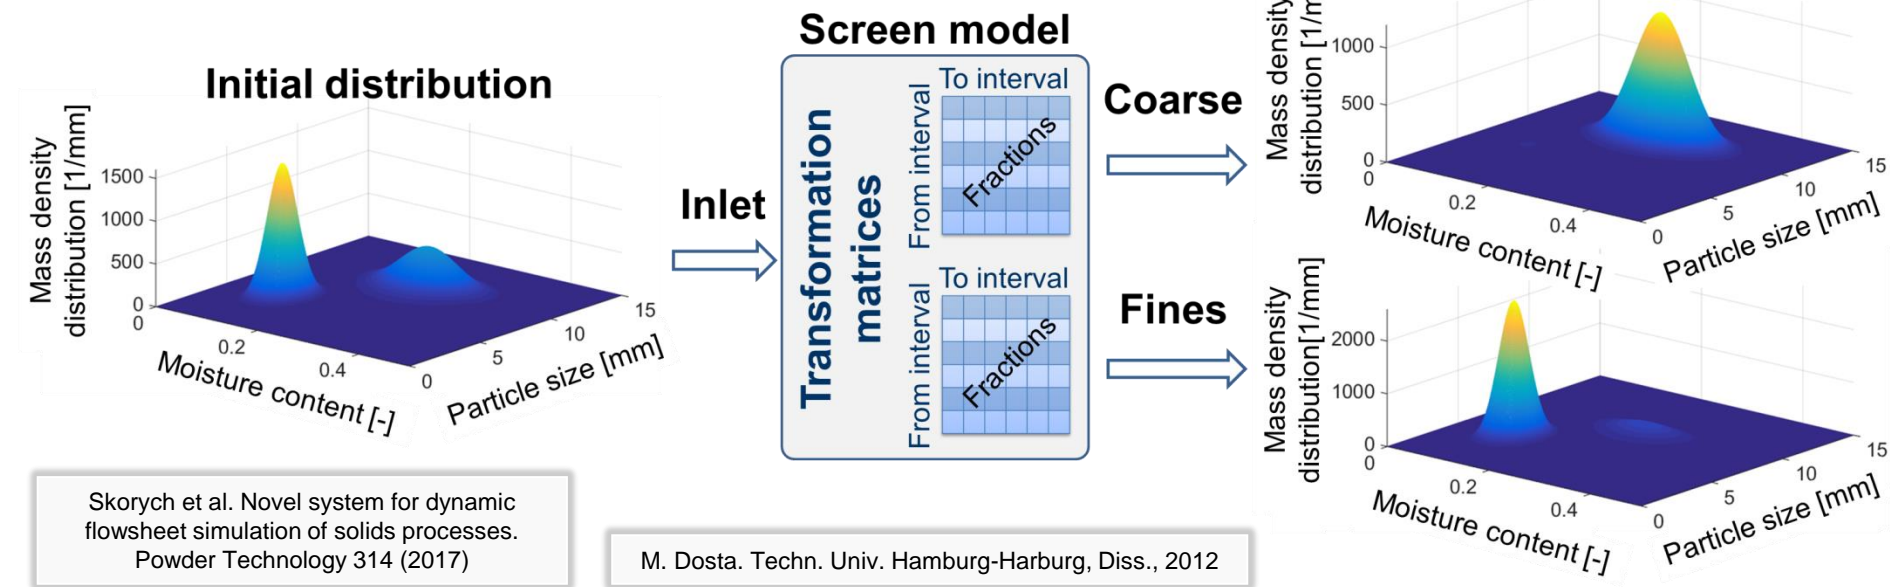 Initial distribution
Mass density
distribution [1/mm]
1500
1000
500
0
0
0.2
0.4
Moisture content [-]
0
5
10
15
Particle size [mm]
Inlet
Screen model
Transformation
matrices
To interval
From interval
Fractions
To interval
From interval
Fractions
Coarse
Fines
Mass density
distribution [1/m
1000
500
0
0
0.2
0.4
Moisture content [-]
0
5
10
15
Particle size [mm]
Mass density
distribution[1/mm]
2000
1000
0
0
0.2
0.4
Moisture content [-]
0
5
10
15
Particle size [mm]
Skorych et al. Novel system for dynamic
flowsheet simulation of solids processes.
Powder Technology 314 (2017)
M. Dosta. Techn. Univ. Hamburg-Harburg, Diss., 2012